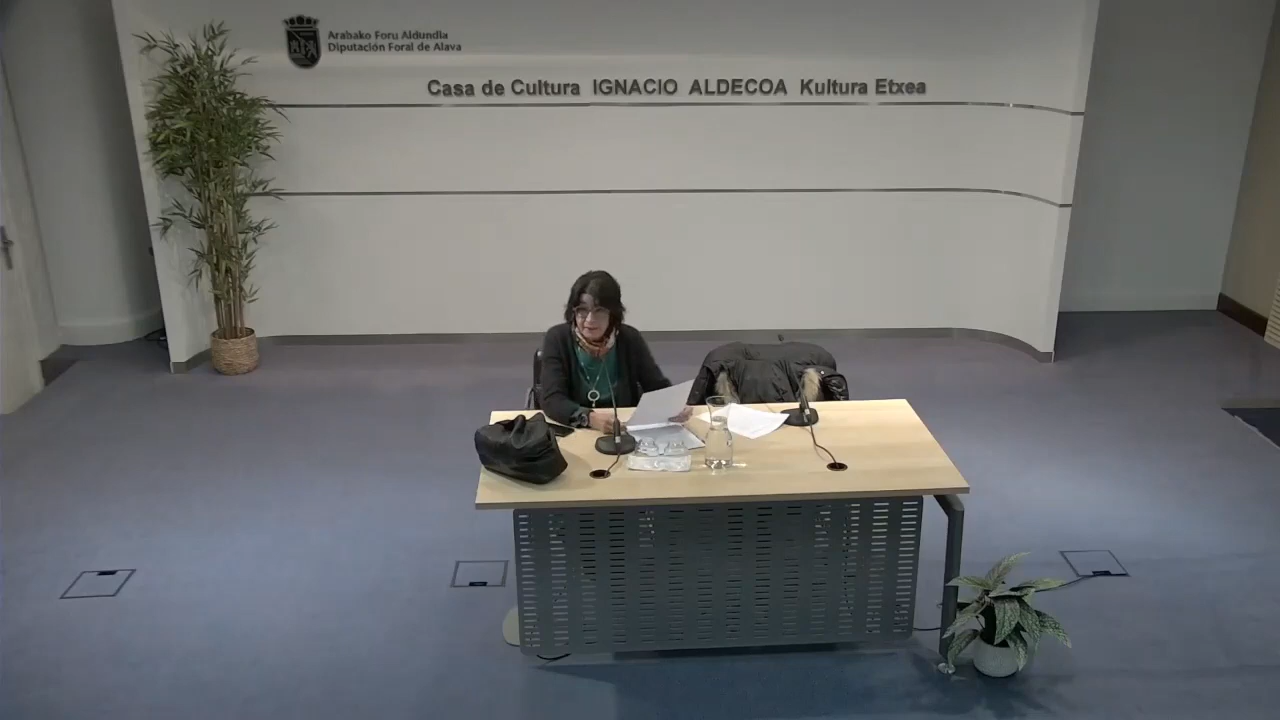 Arabako Foru Aldundia
Diputación Foral de Alava
Casa de Cultura IGNACIO ALDECOA Kultura Etxea